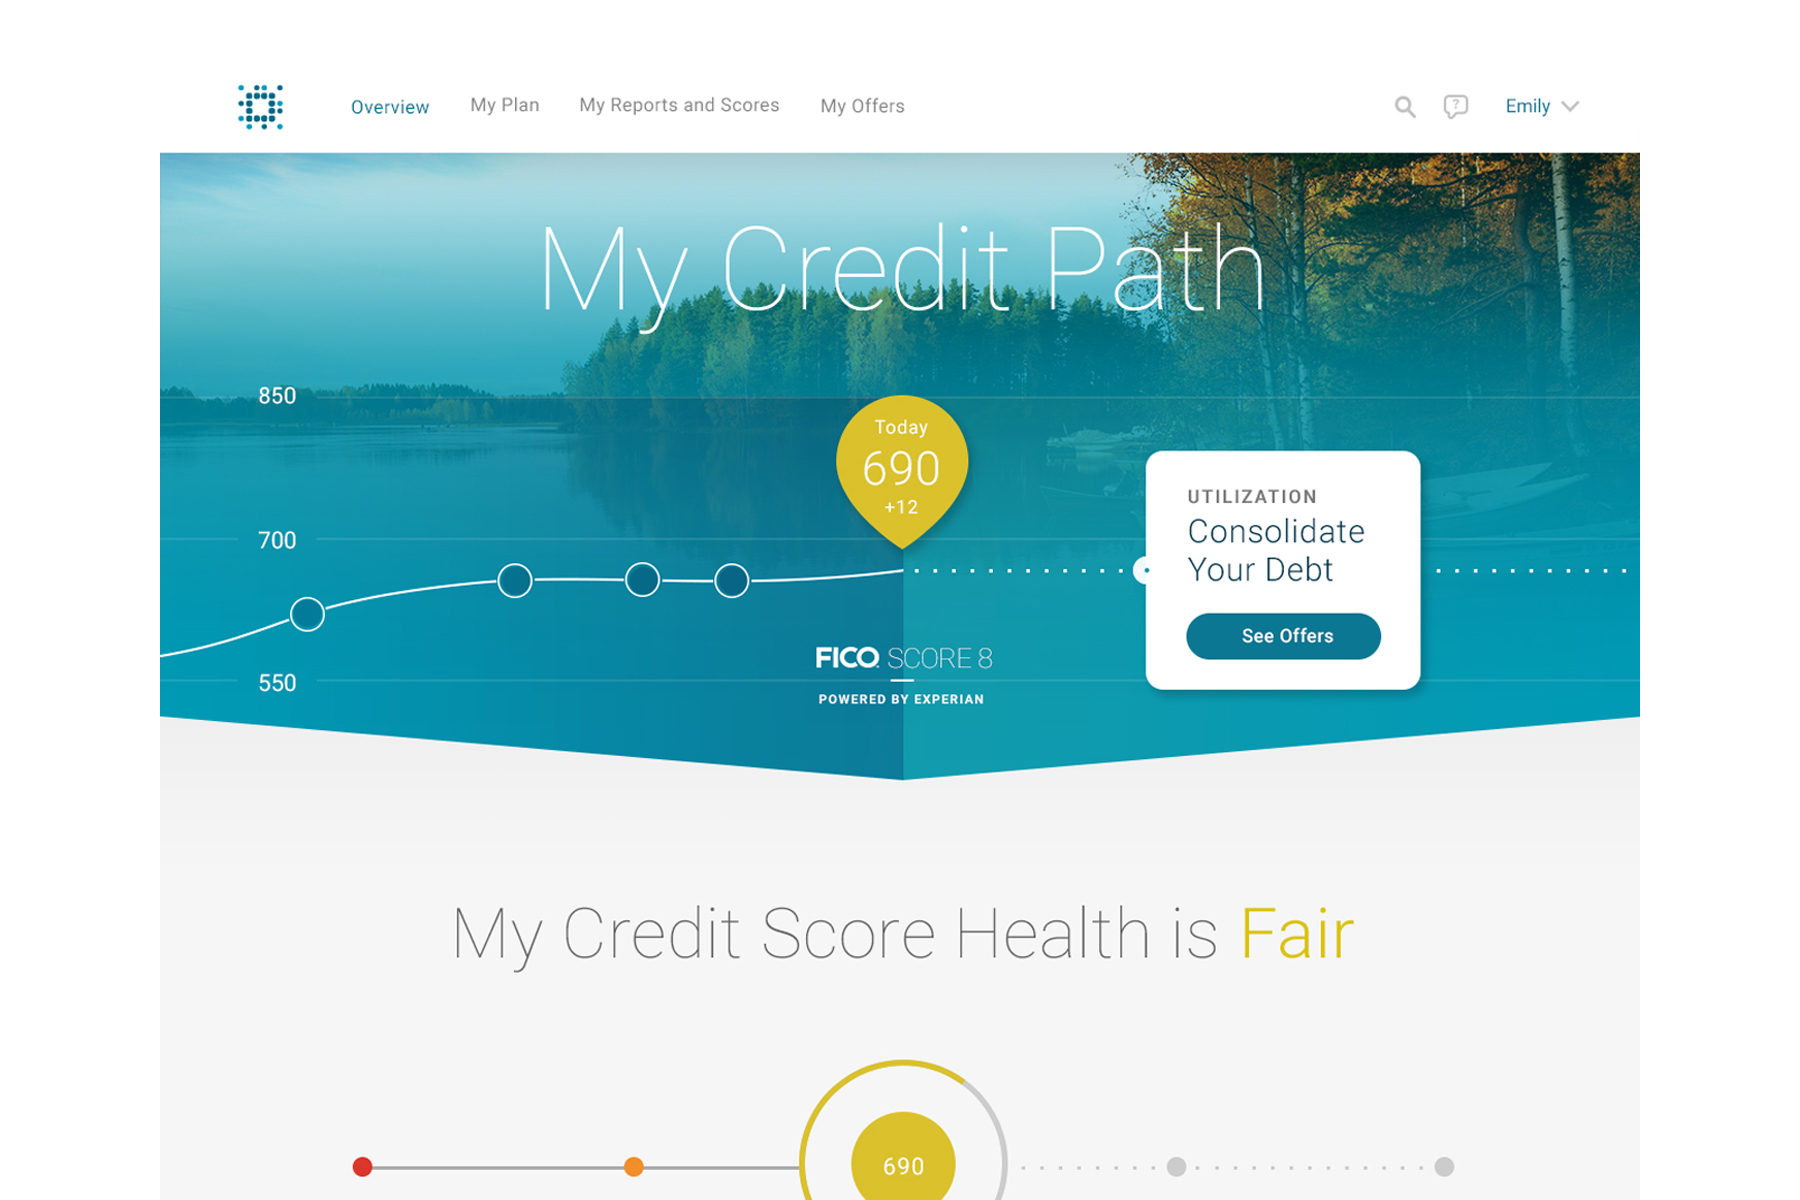 Overview
My Plan
My Reports and Scores
My Offers
?
Emily
My Credit Path
850
Today
690
+12
UTILIZATION
Consolidate
Your Debt
700
See Offers
FICO SCORE 8
550
POWERED BY EXPERIAN
My Credit Score Health is Fair
690